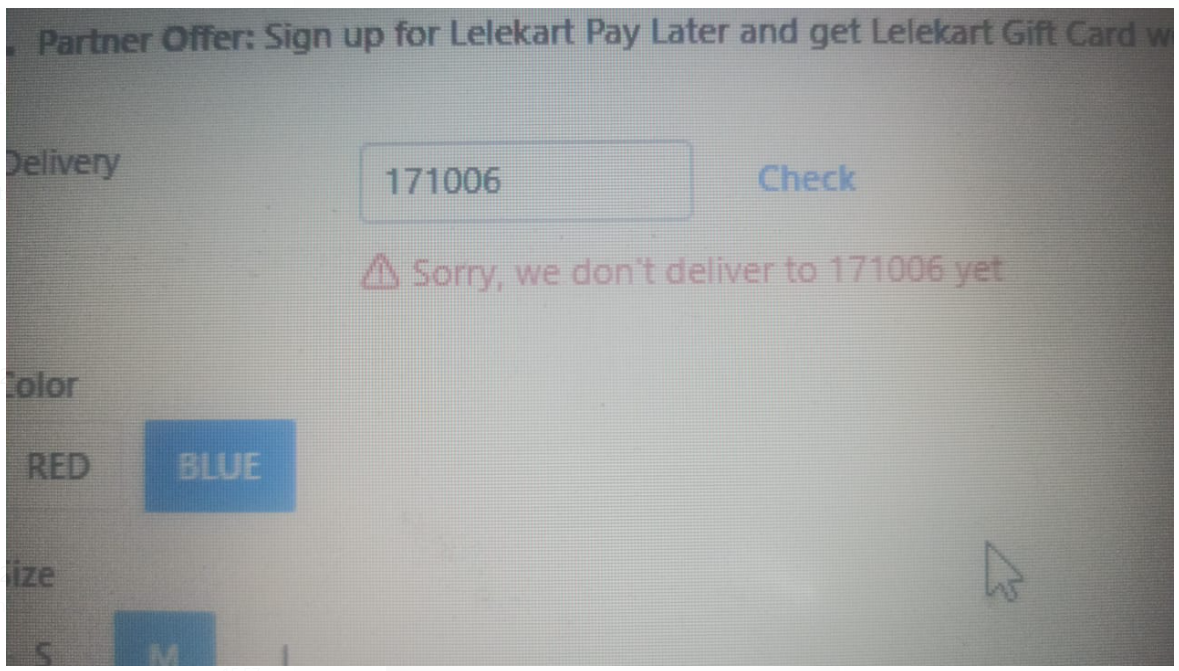 Partner Offer: Sign up for Lelekart Pay Later and get Lelekart Gift Card w
Delivery
171006 Check
Sorry, we don't deliver to 171006 yet
Color
RED BLUE
Size
S M